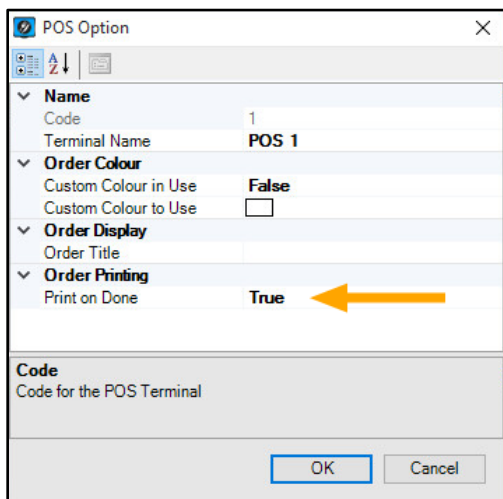 POS Option
Name
Code 1
Terminal Name POS 1
Order Colour
Custom Colour in Use False
Custom Colour to Use
Order Display
Order Title
Order Printing
Print on Done True
Code
Code for the POS Terminal
OK Cancel